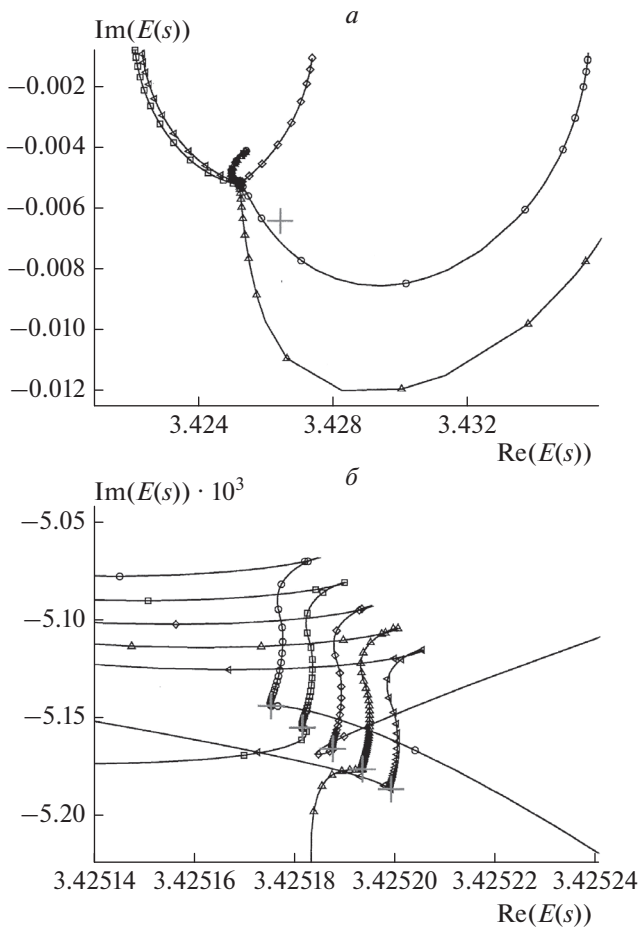 а
Im(E(s))
−0.002
−0.004
−0.006
−0.008
−0.010
−0.012
3.424 3.428 3.432
Re(E(s))
б
Im(E(s)) · 10³
−5.05
−5.10
−5.15
−5.20
3.42514 3.42516 3.42518 3.42520 3.42522 3.42524
Re(E(s))